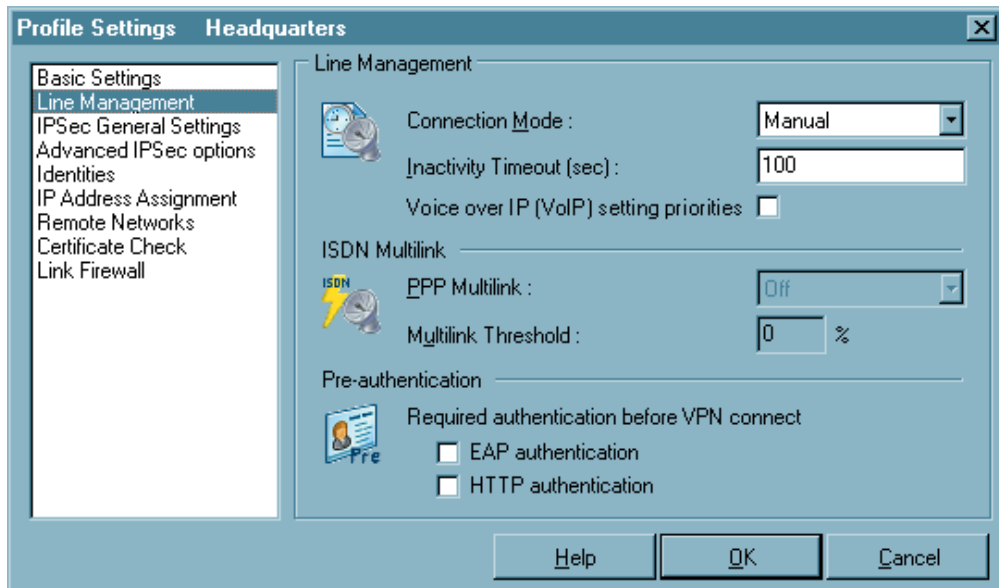 Profile Settings Headquarters
Basic Settings
Line Management
IPSec General Settings
Advanced IPSec options
Identities
IP Address Assignment
Remote Networks
Certificate Check
Link Firewall
Line Management
Connection Mode : Manual
Inactivity Timeout (sec) : 100
Voice over IP (VoIP) setting priorities
ISDN Multilink
ISDN
PPP Multilink : Off
Multilink Threshold : 0 %
Pre-authentication
Required authentication before VPN connect
Pre
EAP authentication
HTTP authentication
Help OK Cancel